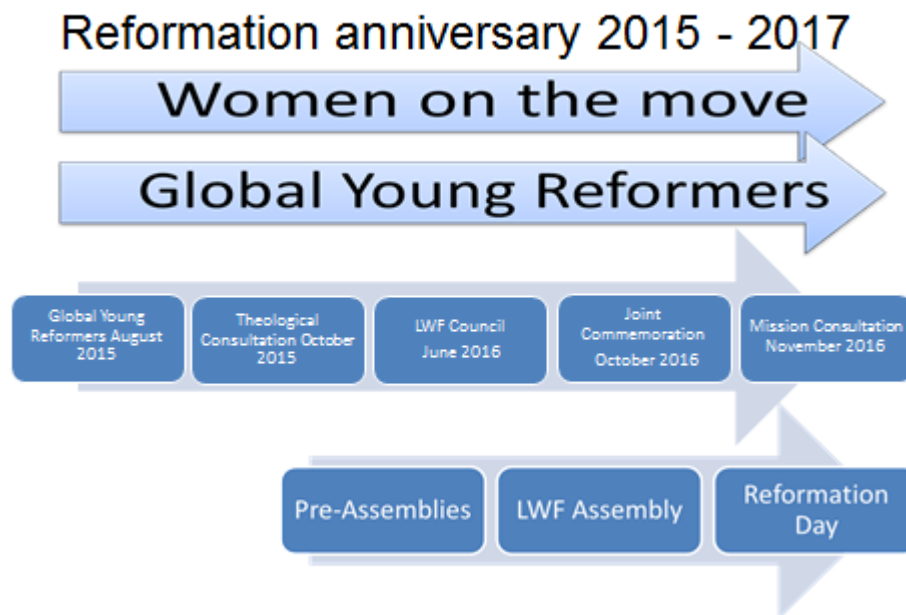 Reformation anniversary 2015 - 2017
Women on the move
Global Young Reformers
Global Young
Reformers August
2015
Theological
Consultation October
2015
LWF Council
June 2016
Joint
Commemoration
October 2016
Mission Consultation
November 2016
Pre-Assemblies
LWF Assembly
Reformation
Day